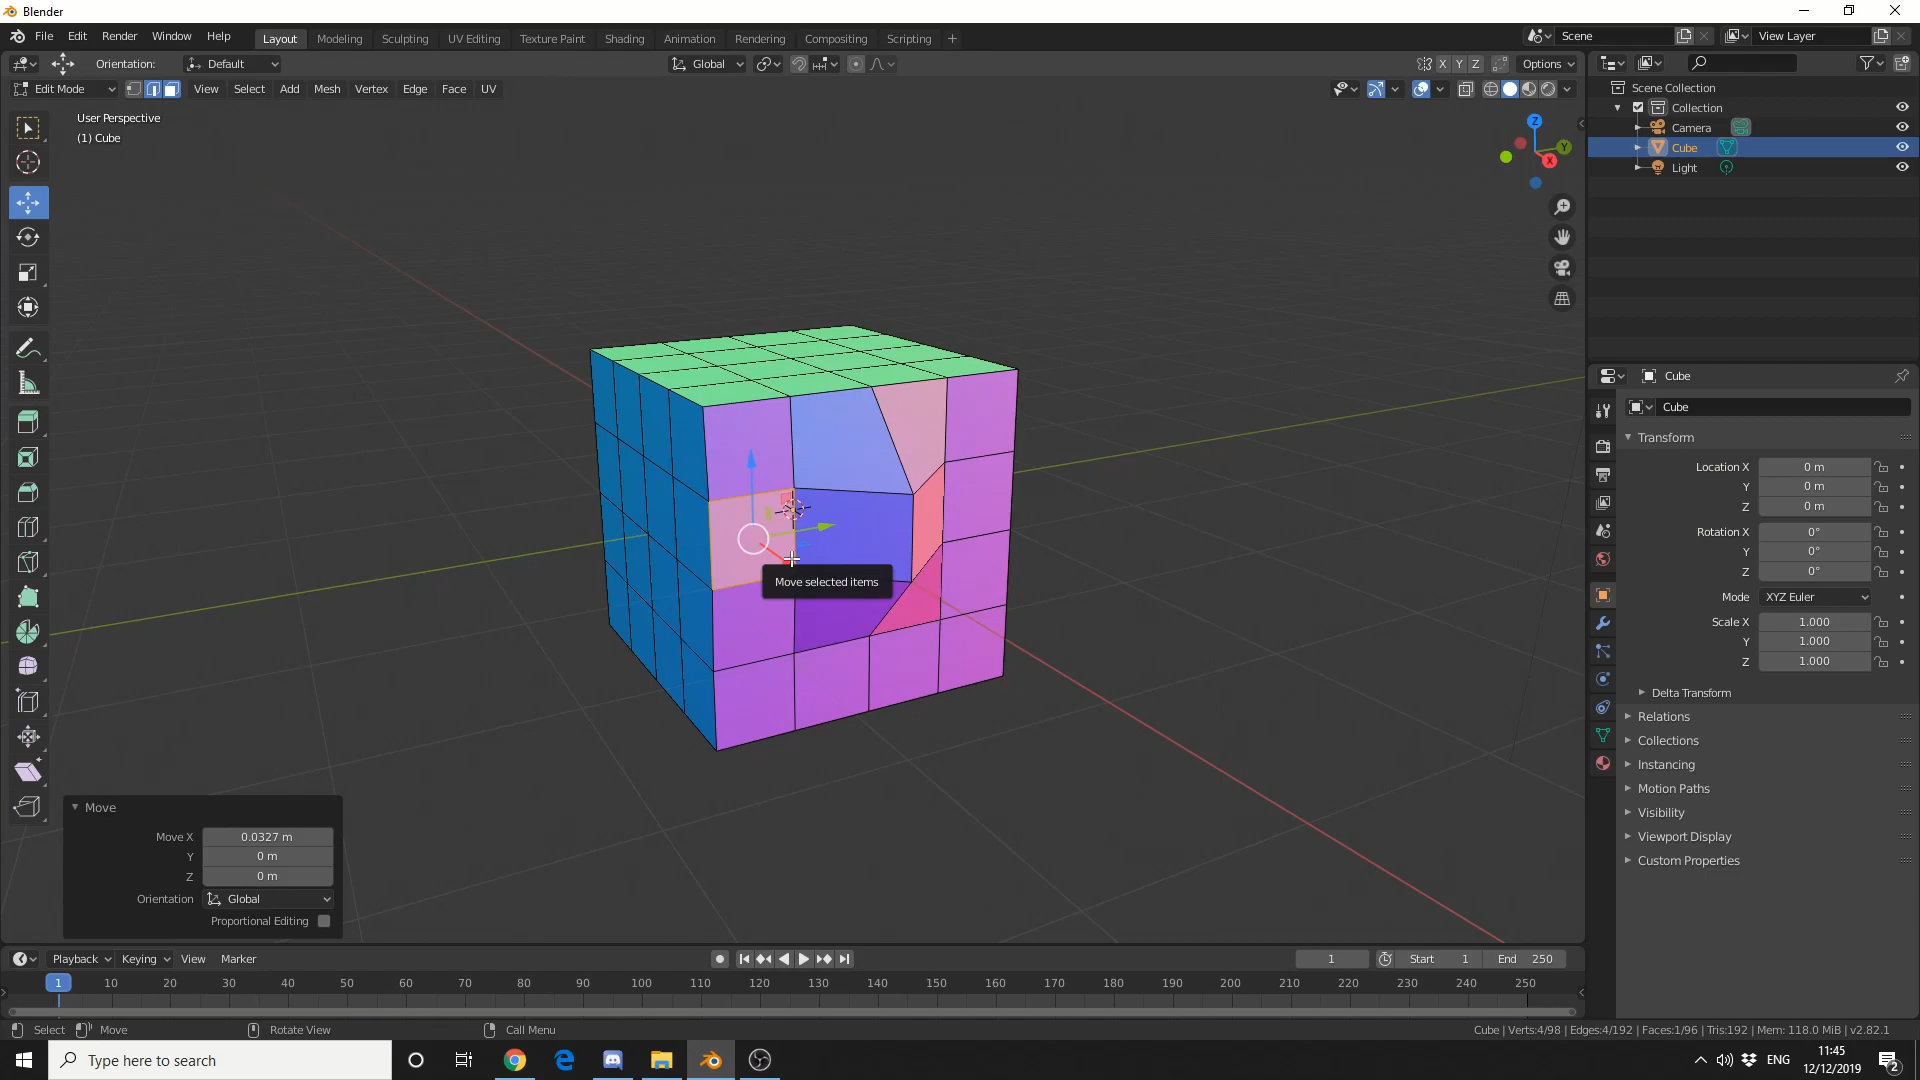 Blender
File Edit Render Window Help
Layout Modeling Sculpting UV Editing Texture Paint Shading Animation Rendering Compositing Scripting +
Scene
View Layer
Orientation: Default
Global
X Y Z
Options
Edit Mode
View Select Add Mesh Vertex Edge Face UV
User Perspective
(1) Cube
Z
Y
X
Scene Collection
Collection
Camera
Cube
Light
Move selected items
Cube
Cube
Transform
Location X 0 m
Y 0 m
Z 0 m
Rotation X 0°
Y 0°
Z 0°
Mode XYZ Euler
Scale X 1.000
Y 1.000
Z 1.000
Delta Transform
Relations
Collections
Instancing
Motion Paths
Visibility
Viewport Display
Custom Properties
Move
Move X 0.0327 m
Y 0 m
Z 0 m
Orientation Global
Proportional Editing
Playback Keying View Marker
1
Start 1
End 250
1 10 20 30 40 50 60 70 80 90 100 110 120 130 140 150 160 170 180 190 200 210 220 230 240 250
Select Move Rotate View Call Menu
Cube | Verts:4/98 | Edges:4/192 | Faces:1/96 | Tris:192 | Mem: 118.0 MiB | v2.82.1
Type here to search
ENG
11:45
12/12/2019
2